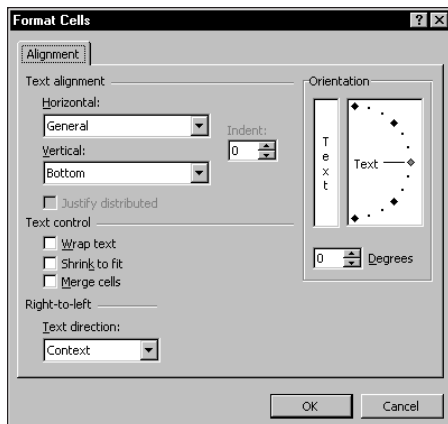 Format Cells
Alignment
Text alignment
Horizontal:
General
Indent:
0
Vertical:
Bottom
Justify distributed
Text control
Wrap text
Shrink to fit
Merge cells
Right-to-left
Text direction:
Context
Orientation
Text
Text
0 Degrees
OK
Cancel